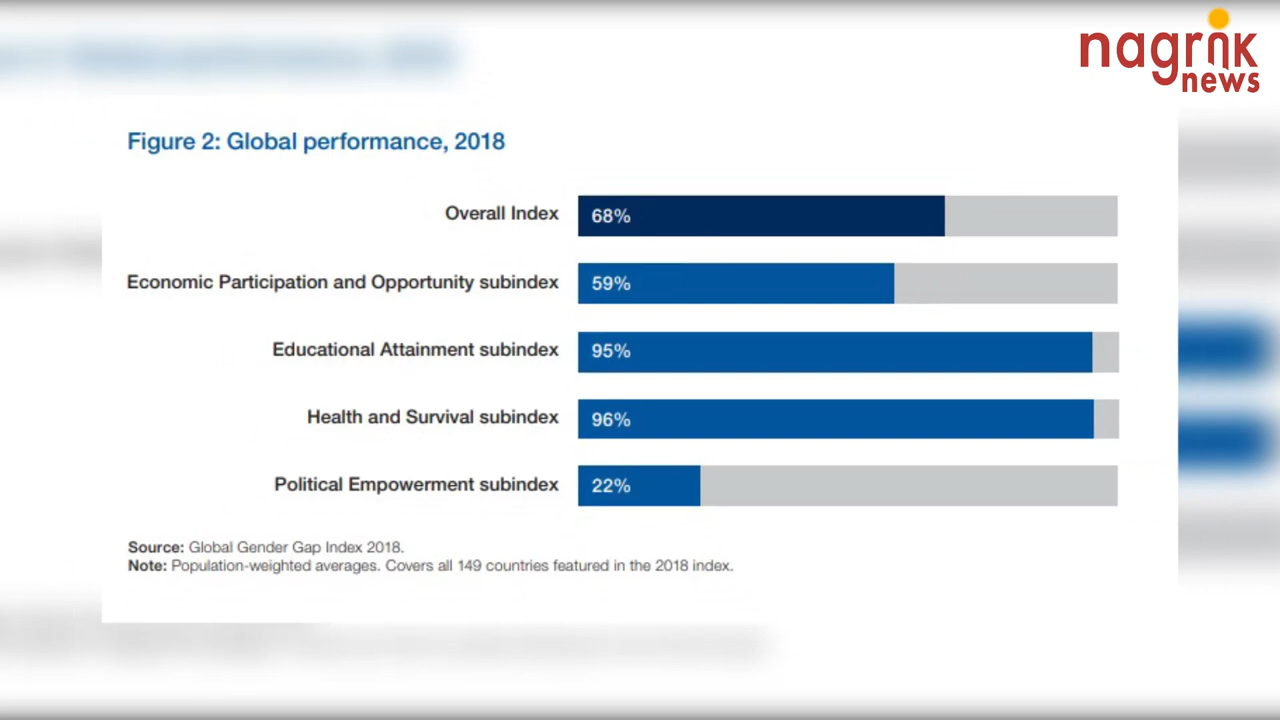 nagrik
news
Figure 2: Global performance, 2018
Overall Index 68%
Economic Participation and Opportunity subindex 59%
Educational Attainment subindex 95%
Health and Survival subindex 96%
Political Empowerment subindex 22%
Source: Global Gender Gap Index 2018.
Note: Population-weighted averages. Covers all 149 countries featured in the 2018 index.